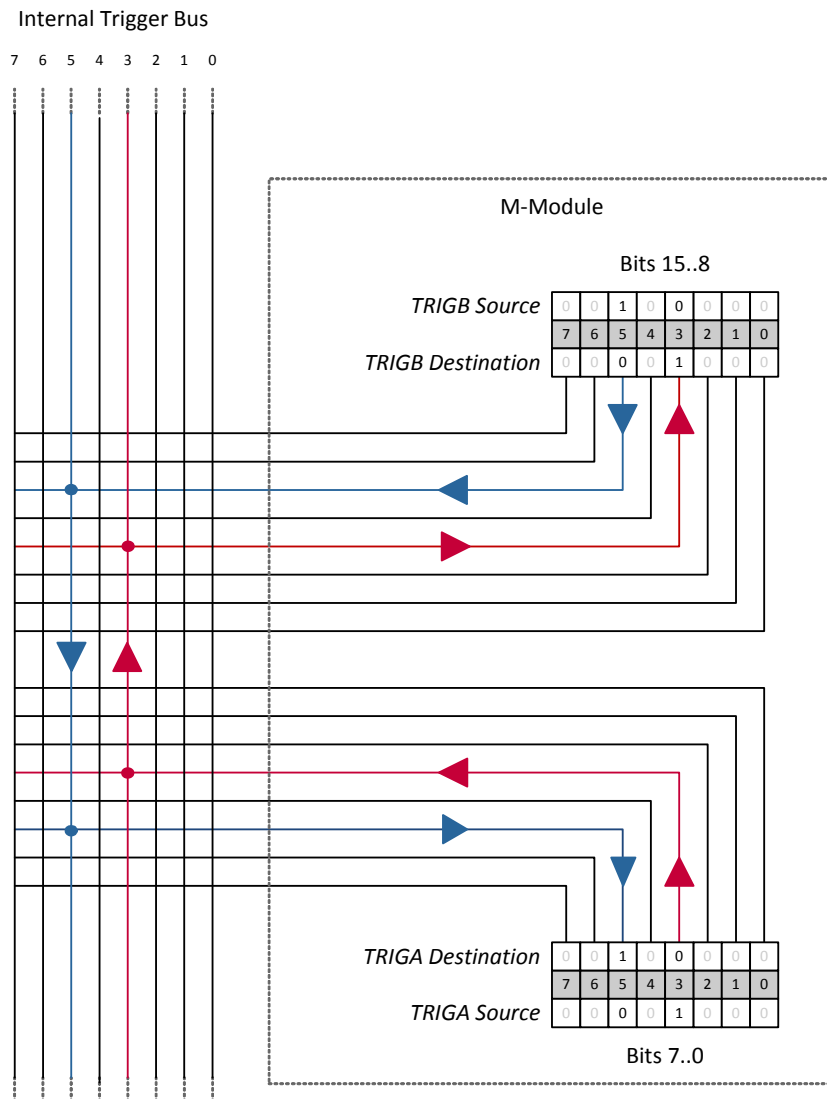 Internal Trigger Bus
7 6 5 4 3 2 1 0
M-Module
Bits 15..8
TRIGB Source 0 0 1 0 0 0 0 0
7 6 5 4 3 2 1 0
TRIGB Destination 0 0 0 0 1 0 0 0
TRIGA Destination 0 0 1 0 0 0 0 0
7 6 5 4 3 2 1 0
TRIGA Source 0 0 0 0 1 0 0 0
Bits 7..0